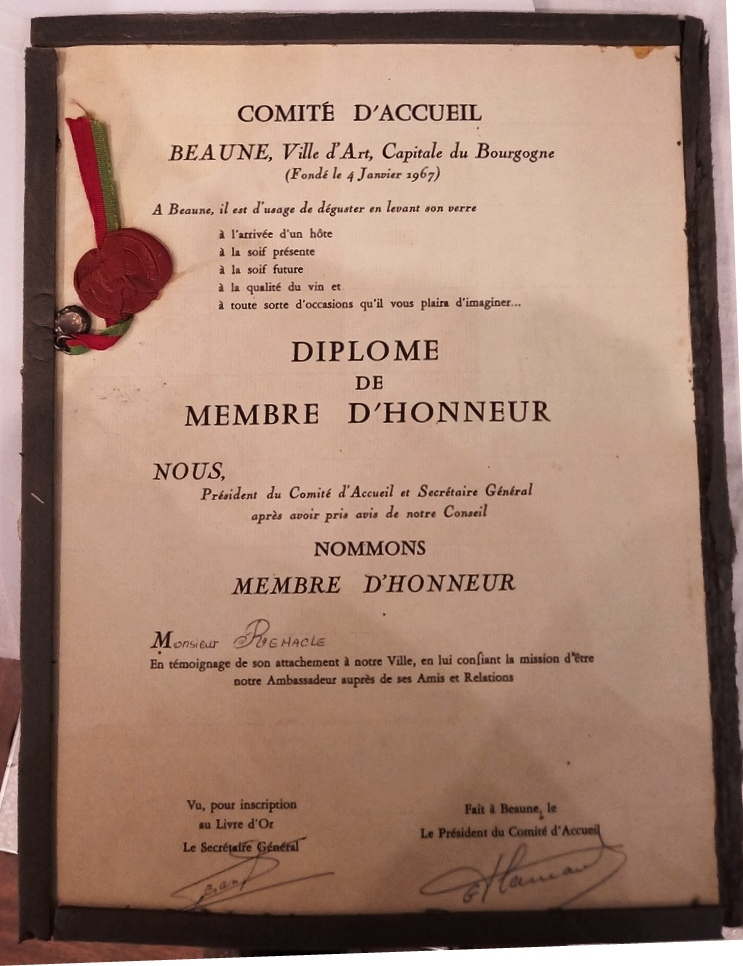 COMITÉ D'ACCUEIL
BEAUNE, Ville d'Art, Capitale du Bourgogne
(Fondé le 4 Janvier 1967)
A Beaune, il est d'usage de déguster en levant son verre
à l'arrivée d'un hôte
à la soif présente
à la soif future
à la qualité du vin et
à toute sorte d'occasions qu'il vous plaira d'imaginer...
DIPLOME
DE
MEMBRE D'HONNEUR
NOUS,
Président du Comité d'Accueil et Secrétaire Général
après avoir pris avis de notre Conseil
NOMMONS
MEMBRE D'HONNEUR
Monsieur REMACLE
En témoignage de son attachement à notre Ville, en lui confiant la mission d'être
notre Ambassadeur auprès de ses Amis et Relations
Vu, pour inscription
au Livre d'Or
Le Secrétaire Général
Fait à Beaune, le
Le Président du Comité d'Accueil